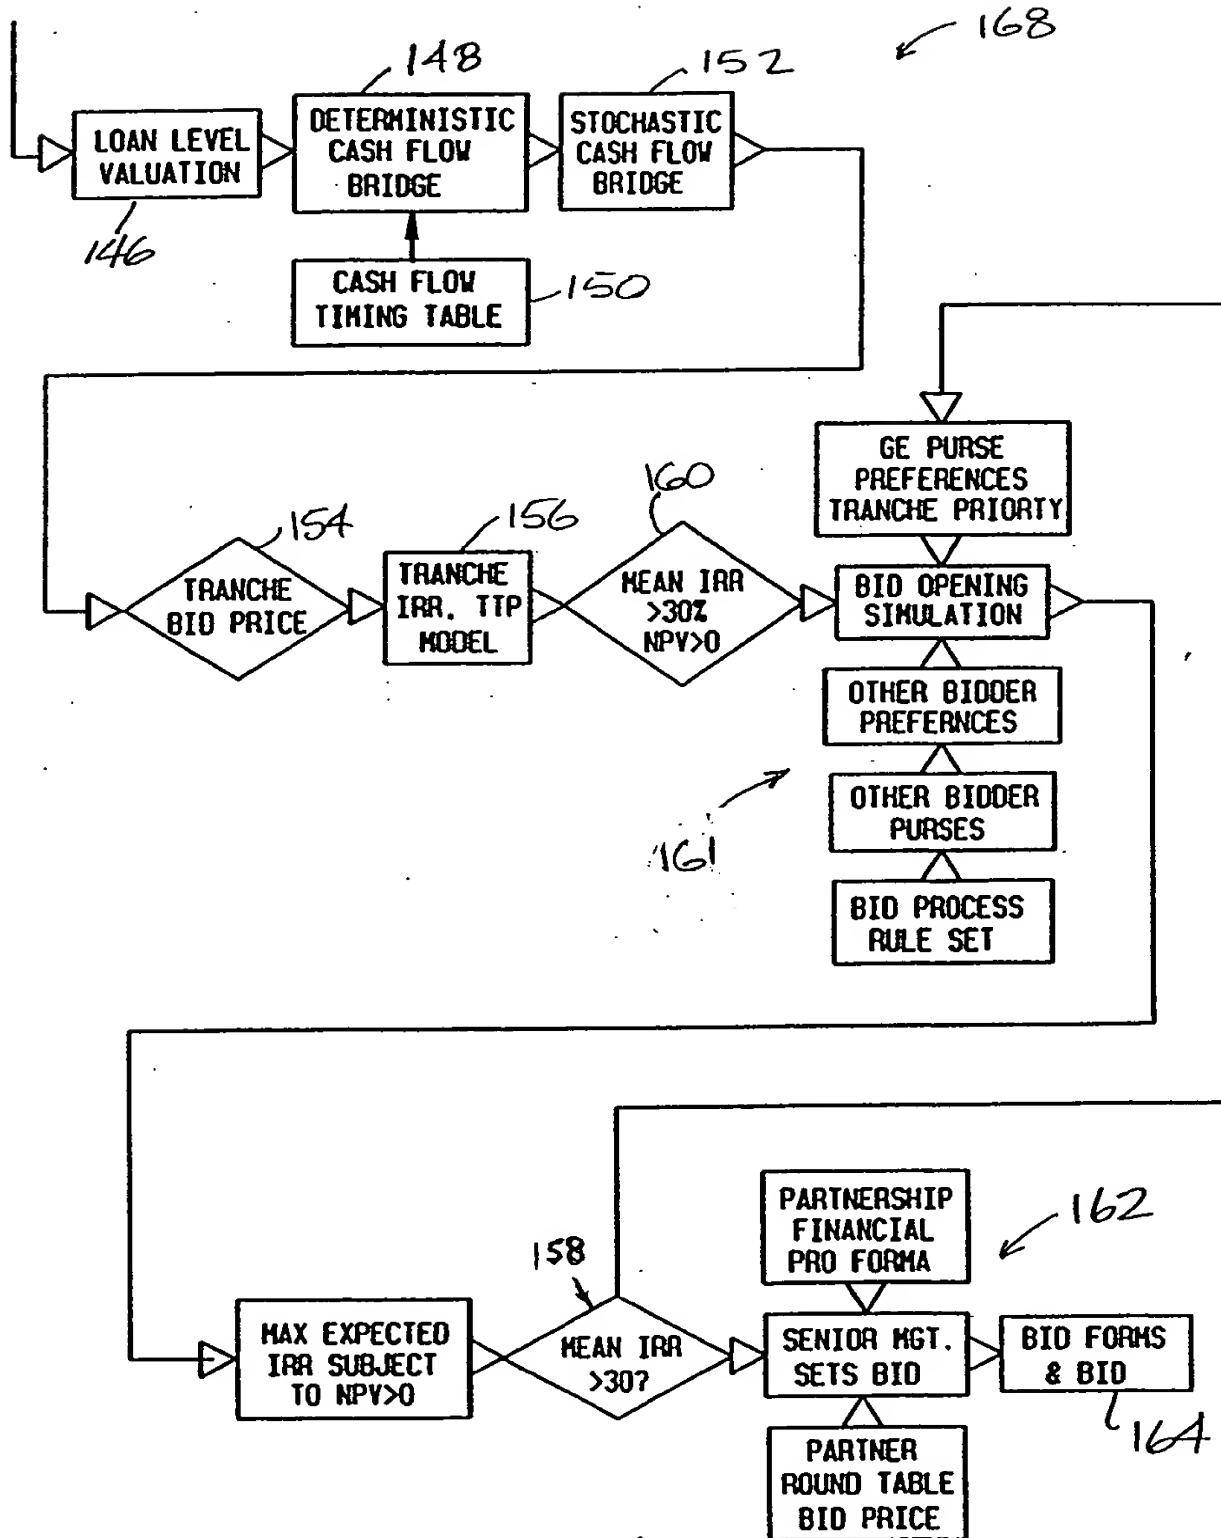 168
148
152
LOAN LEVEL
VALUATION
146
DETERMINISTIC
CASH FLOW
BRIDGE
STOCHASTIC
CASH FLOW
BRIDGE
CASH FLOW
TIMING TABLE
150
GE PURSE
PREFERENCES
TRANCHE PRIORTY
154
TRANCHE
BID PRICE
156
TRANCHE
IRR. TTP
MODEL
160
MEAN IRR
>30%
NPV>0
BID OPENING
SIMULATION
OTHER BIDDER
PREFERNCES
OTHER BIDDER
PURSES
161
BID PROCESS
RULE SET
MAX EXPECTED
IRR SUBJECT
TO NPV>0
158
MEAN IRR
>30?
PARTNERSHIP
FINANCIAL
PRO FORMA
162
SENIOR MGT.
SETS BID
BID FORMS
& BID
164
PARTNER
ROUND TABLE
BID PRICE